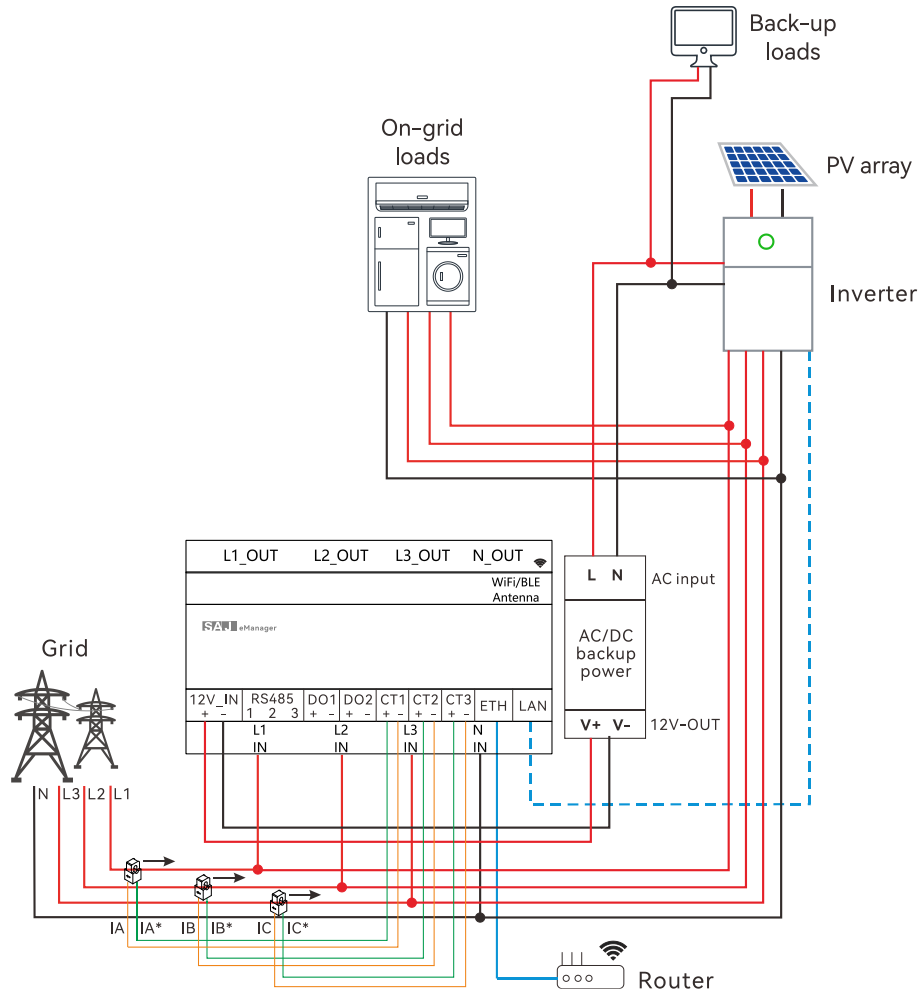 Back-up
loads
On-grid
loads
PV array
Inverter
L1_OUT L2_OUT L3_OUT N_OUT
WiFi/BLE
Antenna
SAJ eManager
L N
AC input
AC/DC
backup
power
V+ V-
12V-OUT
12V_IN RS485 DO1 DO2 CT1 CT2 CT3 ETH LAN
+ - 1 2 3 + - + - + - + - + -
L1
IN
L2
IN
L3
IN
N
IN
Grid
N L3 L2 L1
IA IA* IB IB* IC IC*
Router